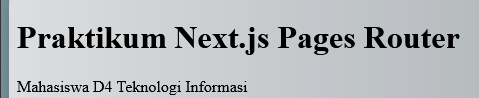 Praktikum Next.js Pages Router
Mahasiswa D4 Teknologi Informasi